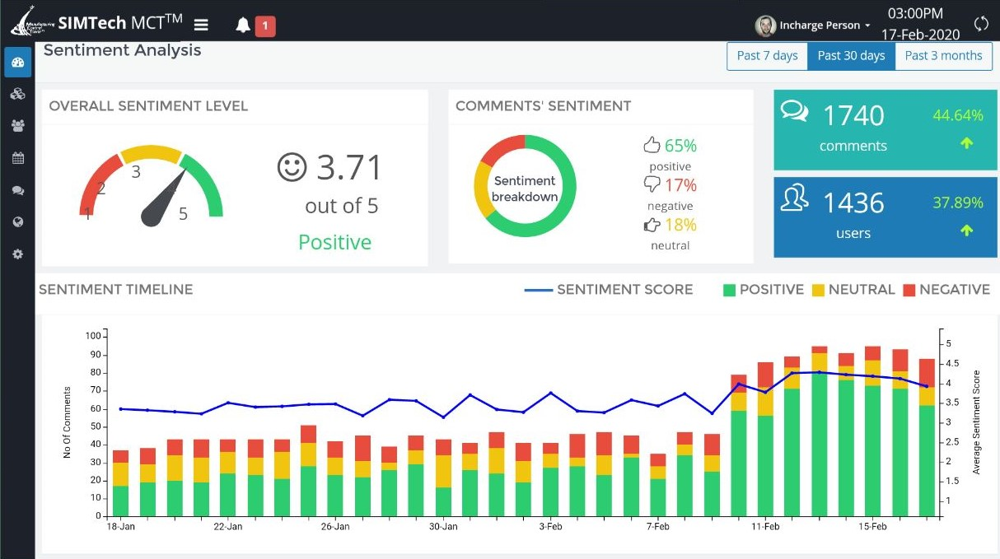 Manufacturing
Control
Tower
SIMTech MCT™
1
Incharge Person
03:00PM
17-Feb-2020
Sentiment Analysis
Past 7 days
Past 30 days
Past 3 months
OVERALL SENTIMENT LEVEL
1
2
3
5
3.71
out of 5
Positive
COMMENTS' SENTIMENT
Sentiment
breakdown
65%
positive
17%
negative
18%
neutral
1740
comments
44.64%
1436
users
37.89%
SENTIMENT TIMELINE
SENTIMENT SCORE
POSITIVE
NEUTRAL
NEGATIVE
No Of Comments
100
90
80
70
60
50
40
30
20
10
0
18-Jan
22-Jan
26-Jan
30-Jan
3-Feb
7-Feb
11-Feb
15-Feb
5
4.5
4
3.5
3
2.5
2
1.5
1
Average Sentiment Score